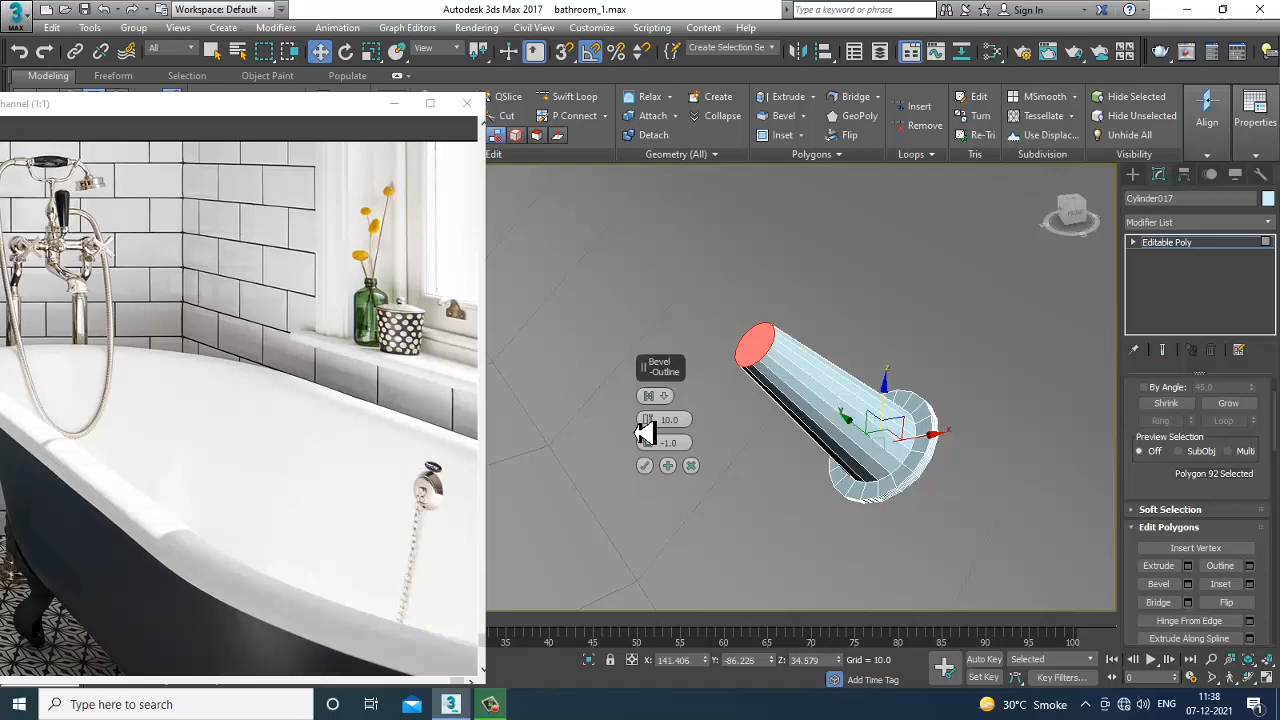 3 MAX
Workspace: Default
Autodesk 3ds Max 2017
bathroom_1.max
Type a keyword or phrase
Sign In
Edit Tools Group Views Create Modifiers Animation Graph Editors Rendering Civil View Customize Scripting Content Help
All
View
Create Selection Se
Modeling Freeform Selection Object Paint Populate
hannel (1:1)
QSlice Swift Loop Relax Create Extrude Bridge Edit MSmooth Hide Selected
Cut P Connect Attach Collapse Bevel GeoPoly Insert Turn Tessellate Hide Unselected Align Properties
Detach Inset Flip Remove Re-Tri Use Displac... Unhide All
Edit Geometry (All) Polygons Loops Tris Subdivision Visibility
FRONT
Cylinder017
Modifier List
Editable Poly
Bevel
-Outline
10.0
-1.0
z
y
x
By Angle: 45.0
Shrink Grow
Ring Loop
Preview Selection
Off SubObj Multi
Polygon 92 Selected
Soft Selection
Edit Polygons
Insert Vertex
Extrude Outline
Bevel Inset
Bridge Flip
Hinge From Edge
Extrude Along Spline
35 40 45 50 55 60 65 70 75 80 85 90 95 100
X: 141.406 Y: -86.226 Z: 34.579 Grid = 10.0
Auto Key Selected
Set Key Key Filters...
0
Add Time Tag
Type here to search
30°C Smoke
ENG
11:38
07-12-2021
1